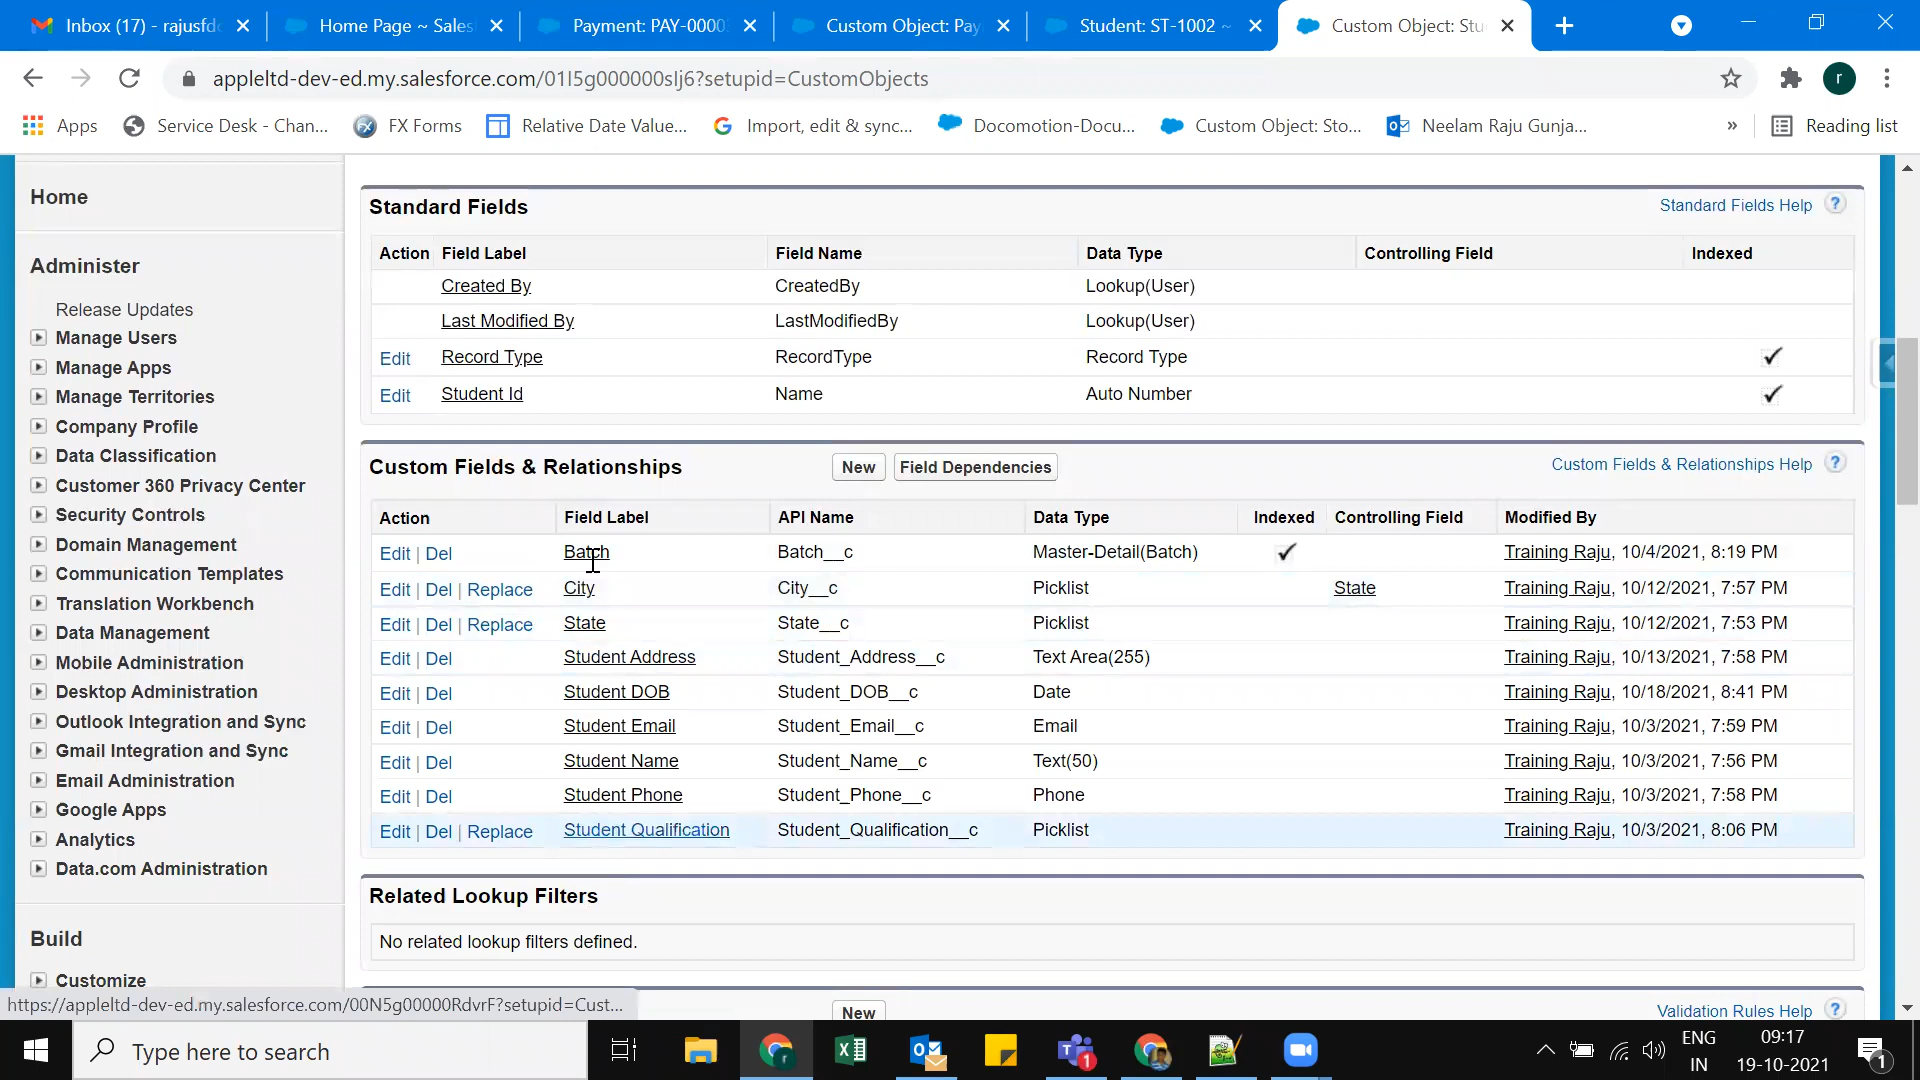 Inbox (17) - rajusfd
Home Page ~ Sales
Payment: PAY-0000
Custom Object: Pay
Student: ST-1002 ~
Custom Object: Stu
appleltd-dev-ed.my.salesforce.com/01I5g000000sIj6?setupid=CustomObjects
r
Apps
Service Desk - Chan...
FX Forms
Relative Date Value...
Import, edit & sync...
Docomotion-Docu...
Custom Object: Sto...
Neelam Raju Gunja...
»
Reading list
Home
Administer
Release Updates
Manage Users
Manage Apps
Manage Territories
Company Profile
Data Classification
Customer 360 Privacy Center
Security Controls
Domain Management
Communication Templates
Translation Workbench
Data Management
Mobile Administration
Desktop Administration
Outlook Integration and Sync
Gmail Integration and Sync
Email Administration
Google Apps
Analytics
Data.com Administration
Build
Customize
Standard Fields
Standard Fields Help ?
Action Field Label Field Name Data Type Controlling Field Indexed
Created By CreatedBy Lookup(User)
Last Modified By LastModifiedBy Lookup(User)
Edit Record Type RecordType Record Type
Edit Student Id Name Auto Number
Custom Fields & Relationships
New
Field Dependencies
Custom Fields & Relationships Help ?
Action Field Label API Name Data Type Indexed Controlling Field Modified By
Edit | Del Batch Batch__c Master-Detail(Batch) Training Raju, 10/4/2021, 8:19 PM
Edit | Del | Replace City City__c Picklist State Training Raju, 10/12/2021, 7:57 PM
Edit | Del | Replace State State__c Picklist Training Raju, 10/12/2021, 7:53 PM
Edit | Del Student Address Student_Address__c Text Area(255) Training Raju, 10/13/2021, 7:58 PM
Edit | Del Student DOB Student_DOB__c Date Training Raju, 10/18/2021, 8:41 PM
Edit | Del Student Email Student_Email__c Email Training Raju, 10/3/2021, 7:59 PM
Edit | Del Student Name Student_Name__c Text(50) Training Raju, 10/3/2021, 7:56 PM
Edit | Del Student Phone Student_Phone__c Phone Training Raju, 10/3/2021, 7:58 PM
Edit | Del | Replace Student Qualification Student_Qualification__c Picklist Training Raju, 10/3/2021, 8:06 PM
Related Lookup Filters
No related lookup filters defined.
New
Validation Rules Help ?
https://appleltd-dev-ed.my.salesforce.com/00N5g00000RdvrF?setupid=Cust...
Type here to search
1
ENG
IN
09:17
19-10-2021
1